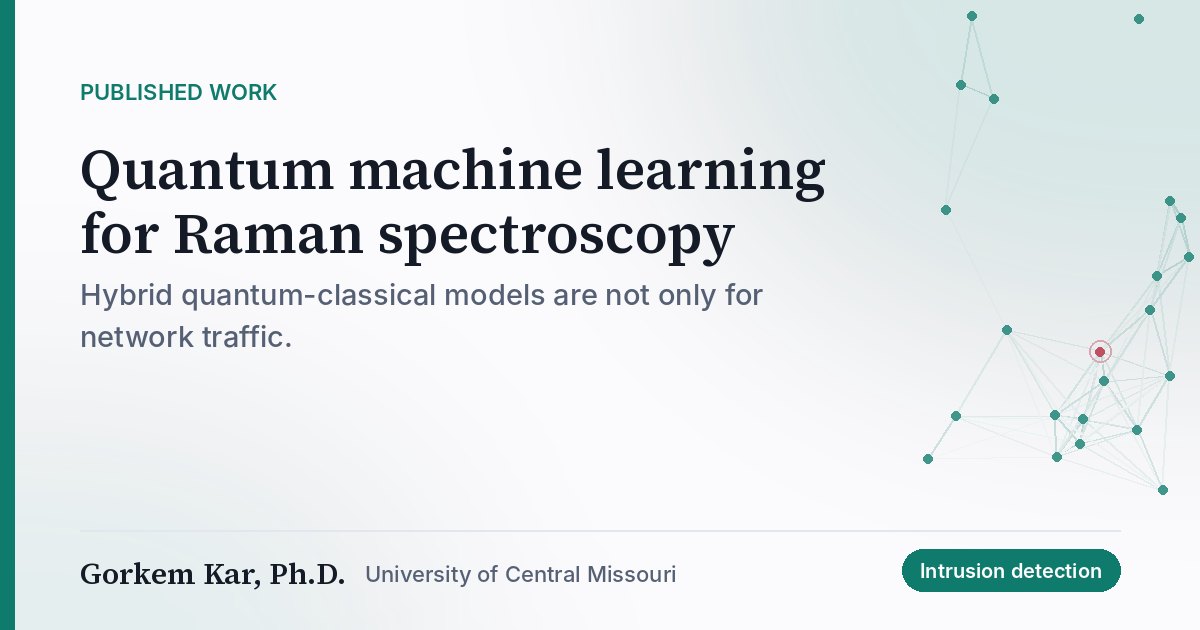 PUBLISHED WORK
Quantum machine learning
for Raman spectroscopy
Hybrid quantum-classical models are not only for
network traffic.
Gorkem Kar, Ph.D.
University of Central Missouri
Intrusion detection